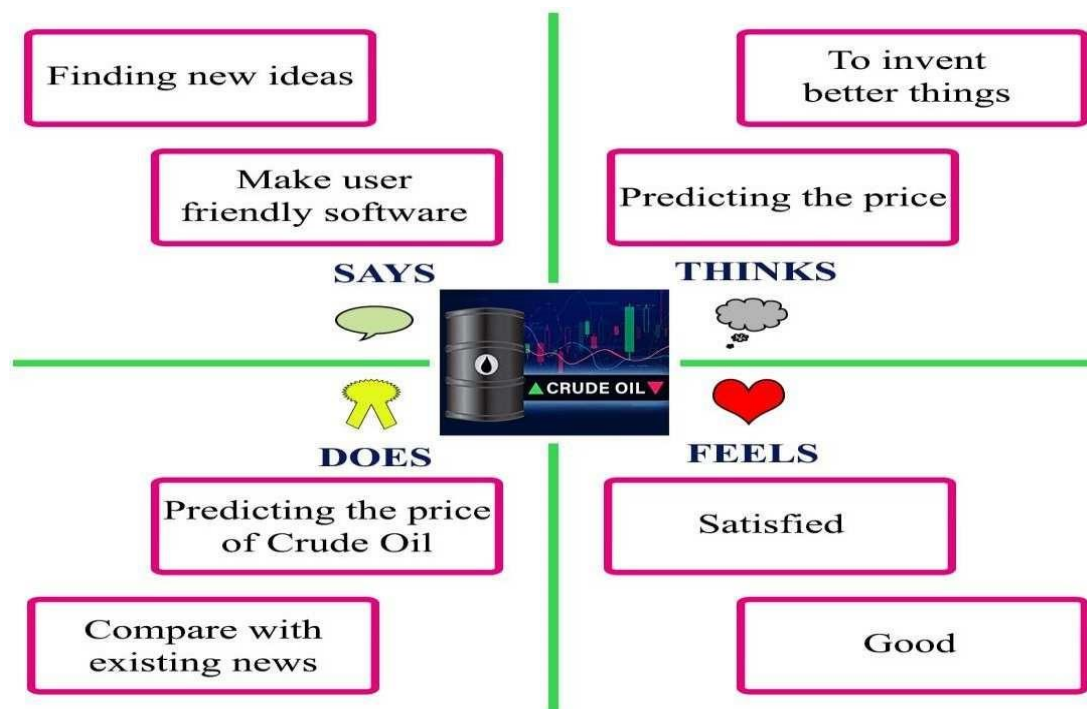 Finding new ideas
Make user
friendly software
SAYS
To invent
better things
Predicting the price
THINKS
▲CRUDE OIL▼
DOES
Predicting the price
of Crude Oil
Compare with
existing news
FEELS
Satisfied
Good